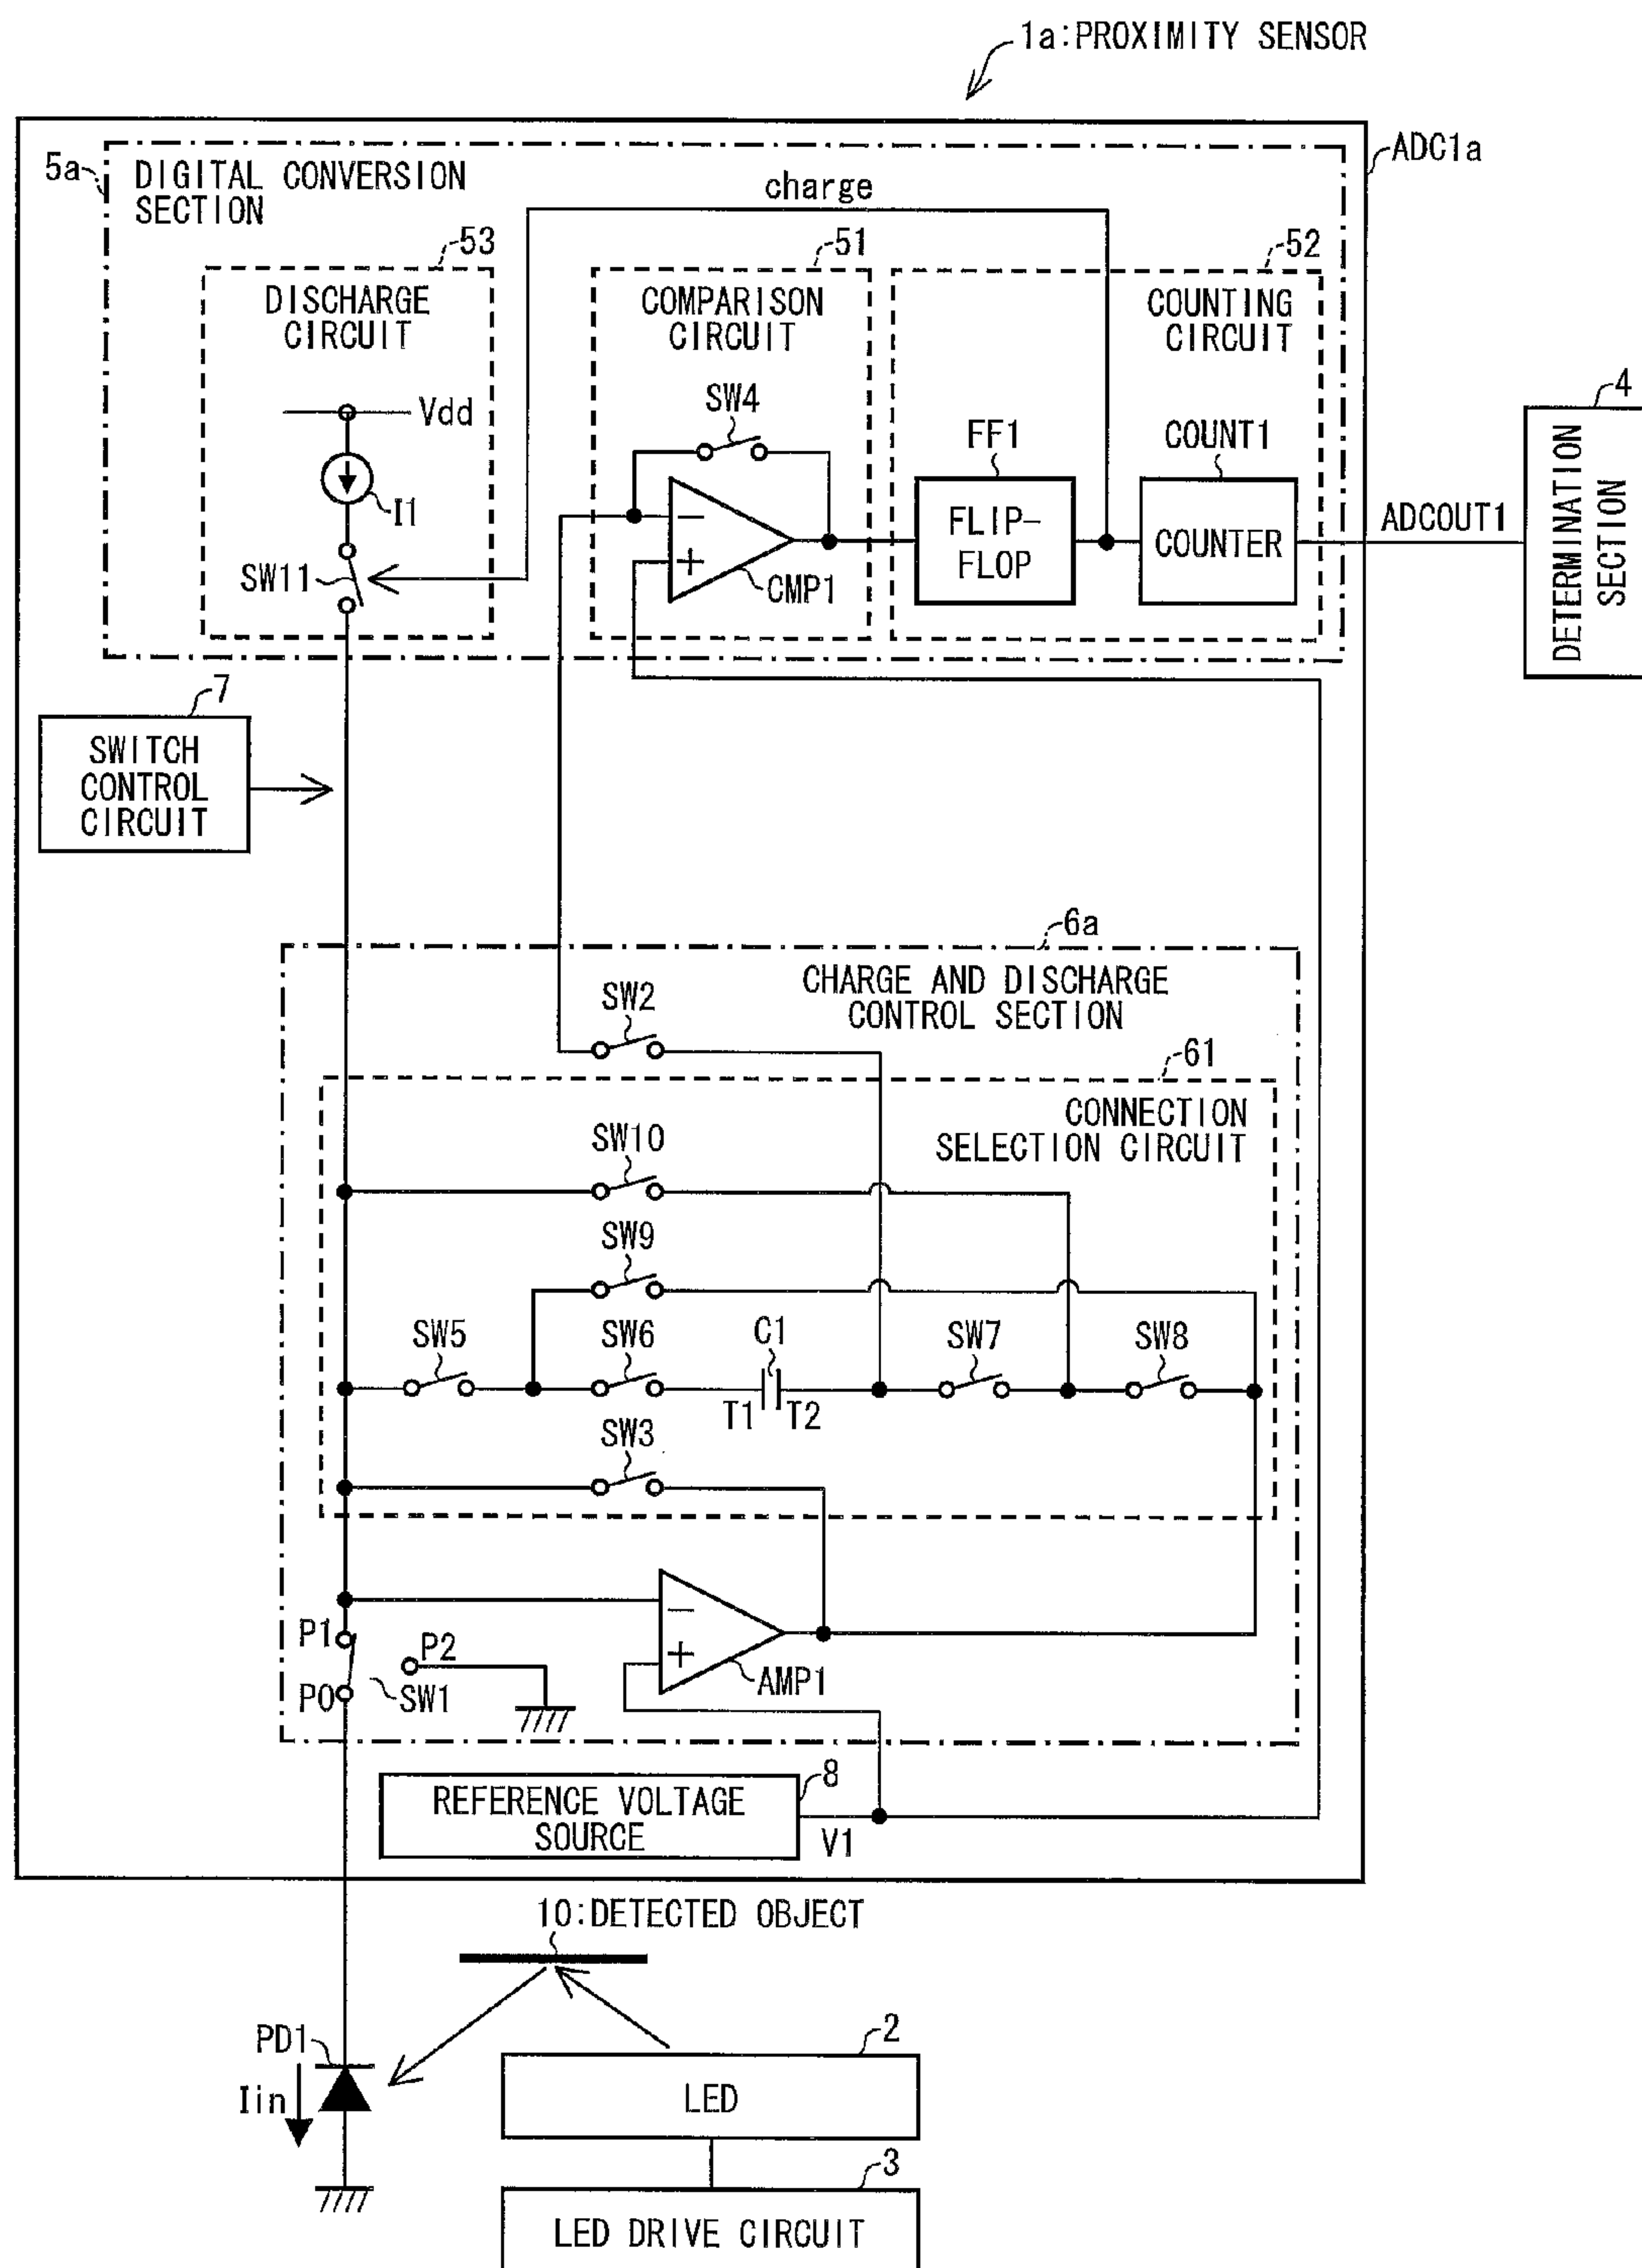 1a:PROXIMITY SENSOR
5a
DIGITAL CONVERSION
SECTION
ADC1a
charge
53
51
52
DISCHARGE
CIRCUIT
COMPARISON
CIRCUIT
COUNTING
CIRCUIT
Vdd
I1
SW11
SW4
−
+
CMP1
FF1
FLIP-
FLOP
COUNT1
COUNTER
ADCOUT1
4
DETERMINATION
SECTION
7
SWITCH
CONTROL
CIRCUIT
6a
CHARGE AND DISCHARGE
CONTROL SECTION
SW2
61
CONNECTION
SELECTION CIRCUIT
SW10
SW9
SW5
SW6
C1
SW7
SW8
T1
T2
SW3
P1
P2
P0
SW1
−
+
AMP1
8
REFERENCE VOLTAGE
SOURCE
V1
10:DETECTED OBJECT
PD1
Iin
2
LED
3
LED DRIVE CIRCUIT